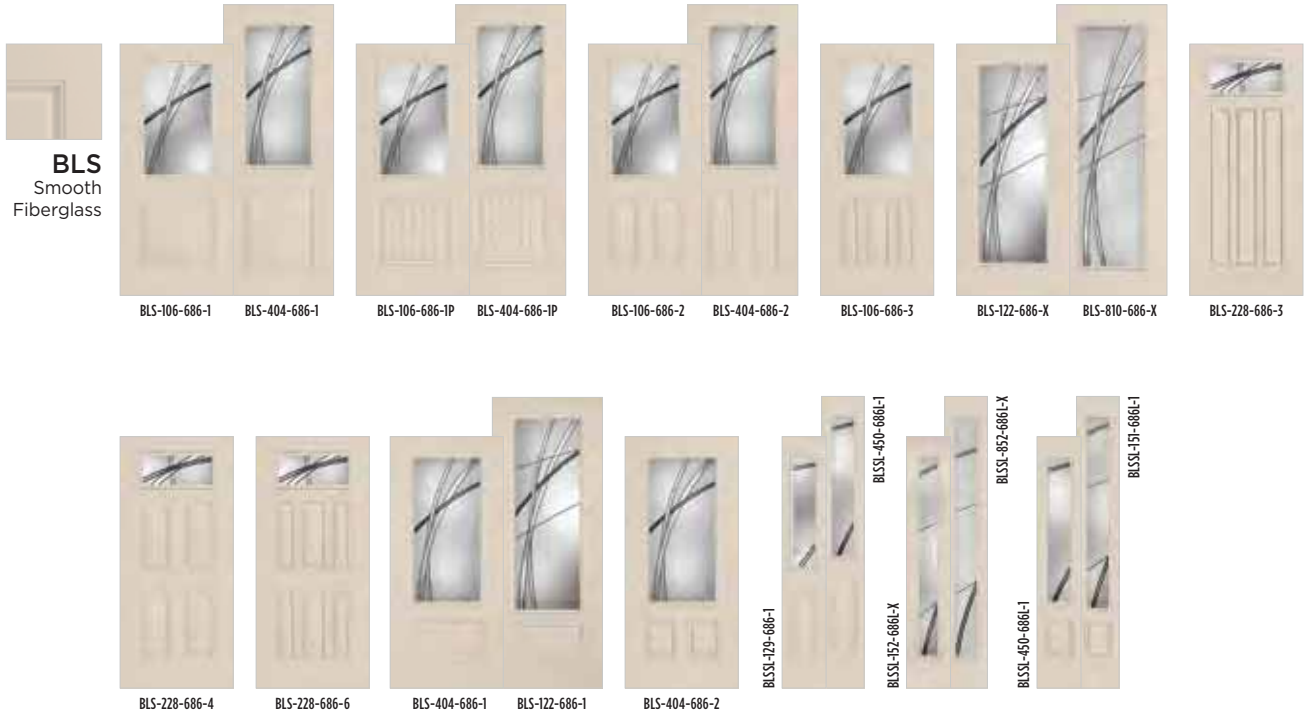 BLS
Smooth
Fiberglass
BLS-106-686-1
BLS-404-686-1
BLS-106-686-1P
BLS-404-686-1P
BLS-106-686-2
BLS-404-686-2
BLS-106-686-3
BLS-122-686-X
BLS-810-686-X
BLS-228-686-3
BLS-228-686-4
BLS-228-686-6
BLS-404-686-1
BLS-122-686-1
BLS-404-686-2
BLSSL-129-686-1
BLSSL-450-686L-1
BLSSL-152-686L-X
BLSSL-852-686L-X
BLSSL-450-686L-1
BLSSL-151-686L-1